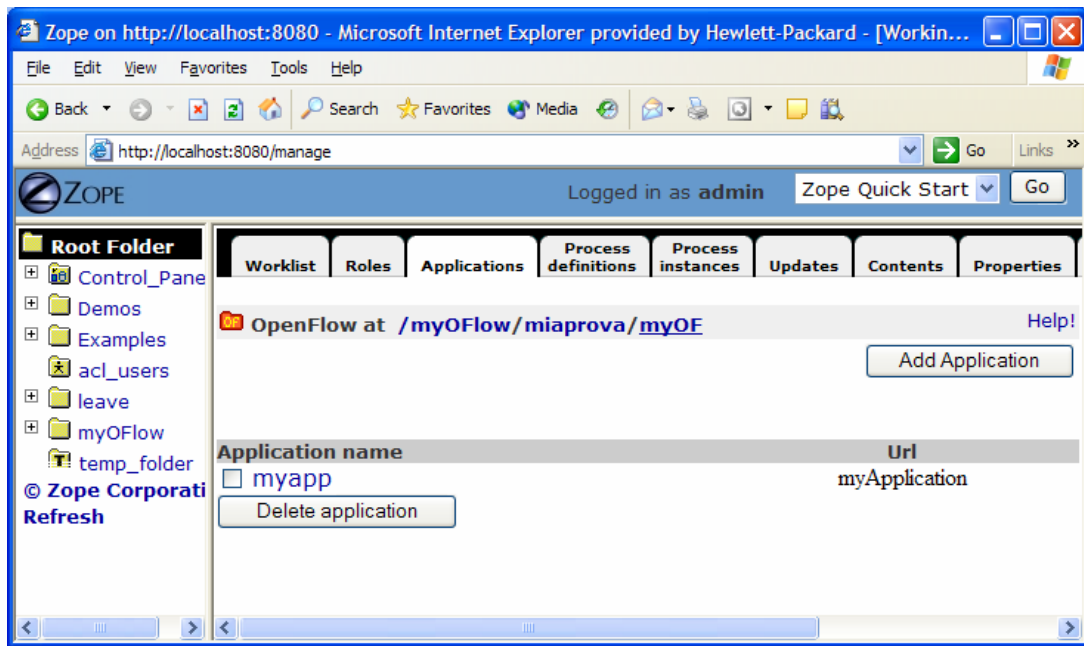 Zope on http://localhost:8080 - Microsoft Internet Explorer provided by Hewlett-Packard - [Workin...
File Edit View Favorites Tools Help
Back Search Favorites Media
Address http://localhost:8080/manage Go Links »
ZOPE Logged in as admin Zope Quick Start Go
Root Folder
Control_Pane
Demos
Examples
acl_users
leave
myOFlow
temp_folder
© Zope Corporati
Refresh
Worklist Roles Applications Process definitions Process instances Updates Contents Properties
OF OpenFlow at /myOFlow/miaprova/myOF Help!
Add Application
Application name Url
myapp myApplication
Delete application